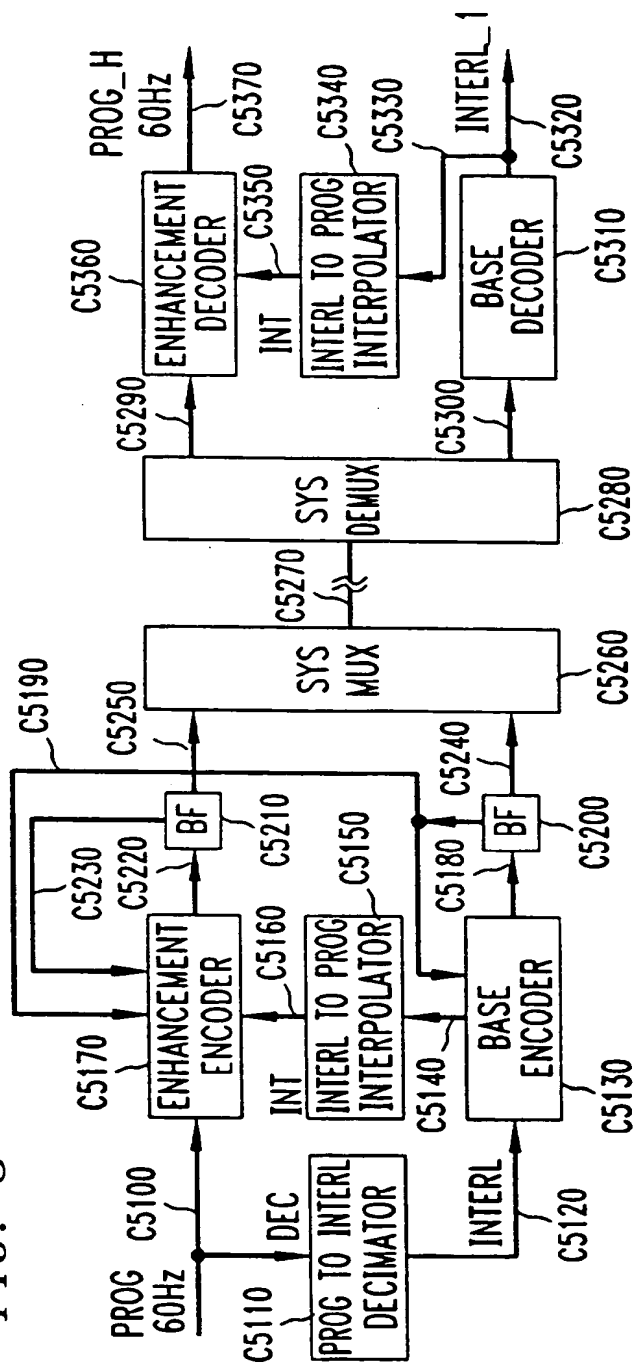 FIG.
PROG
60Hz
C5100
C5110
DEC
PROG TO INTERL
DECIMATOR
INTERL
C5120
C5170
ENHANCEMENT
ENCODER
C5160
INT
INTERL TO PROG
INTERPOLATOR
C5150
C5140
BASE
ENCODER
C5130
C5230
C5220
BF
C5210
C5190
C5250
C5180
BF
C5200
C5240
SYS
MUX
C5260
C5270
SYS
DEMUX
C5280
C5290
C5300
C5360
ENHANCEMENT
DECODER
C5350
INT
INTERL TO PROG
INTERPOLATOR
C5340
C5330
BASE
DECODER
C5310
PROG_H
60Hz
C5370
INTERL_1
C5320